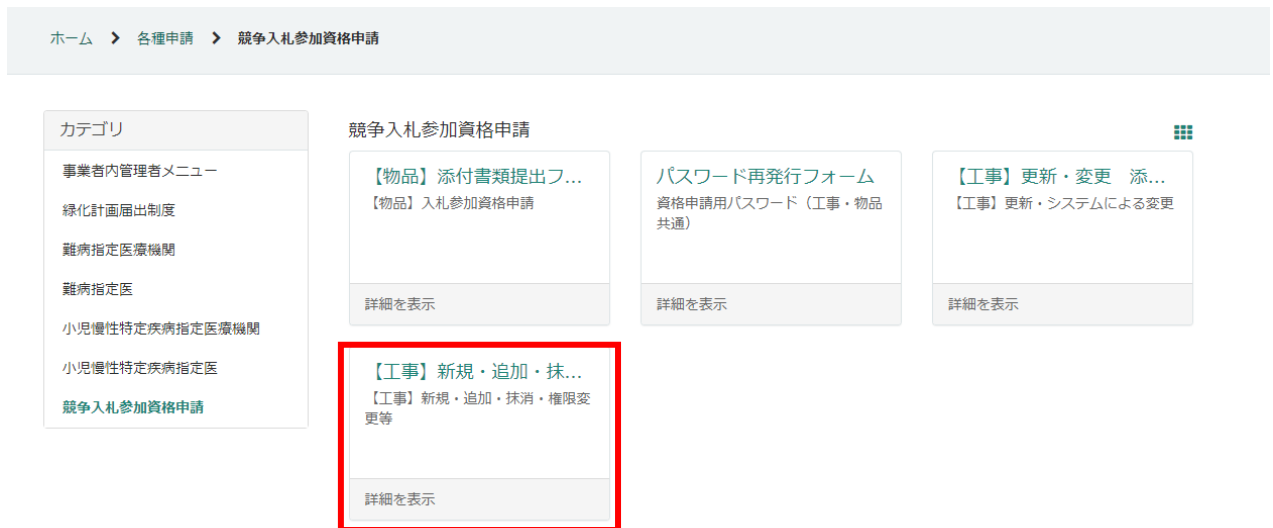 ホーム > 各種申請 > 競争入札参加資格申請
カテゴリ
事業者内管理者メニュー
緑化計画届出制度
難病指定医療機関
難病指定医
小児慢性特定疾病指定医療機関
小児慢性特定疾病指定医
競争入札参加資格申請
競争入札参加資格申請
【物品】添付書類提出フ...
【物品】入札参加資格申請
詳細を表示
パスワード再発行フォーム
資格申請用パスワード（工事・物品
共通）
詳細を表示
【工事】更新・変更　添...
【工事】更新・システムによる変更
詳細を表示
【工事】新規・追加・抹...
【工事】新規・追加・抹消・権限変
更等
詳細を表示